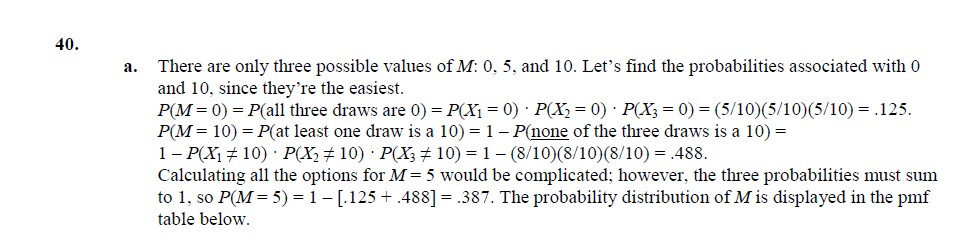 40.
a. There are only three possible values of M: 0, 5, and 10. Let’s find the probabilities associated with 0
and 10, since they’re the easiest.
P(M = 0) = P(all three draws are 0) = P(X₁ = 0) · P(X₂ = 0) · P(X₃ = 0) = (5/10)(5/10)(5/10) = .125.
P(M = 10) = P(at least one draw is a 10) = 1 – P(none of the three draws is a 10) =
1 – P(X₁ ≠ 10) · P(X₂ ≠ 10) · P(X₃ ≠ 10) = 1 – (8/10)(8/10)(8/10) = .488.
Calculating all the options for M = 5 would be complicated; however, the three probabilities must sum
to 1, so P(M = 5) = 1 – [.125 + .488] = .387. The probability distribution of M is displayed in the pmf
table below.